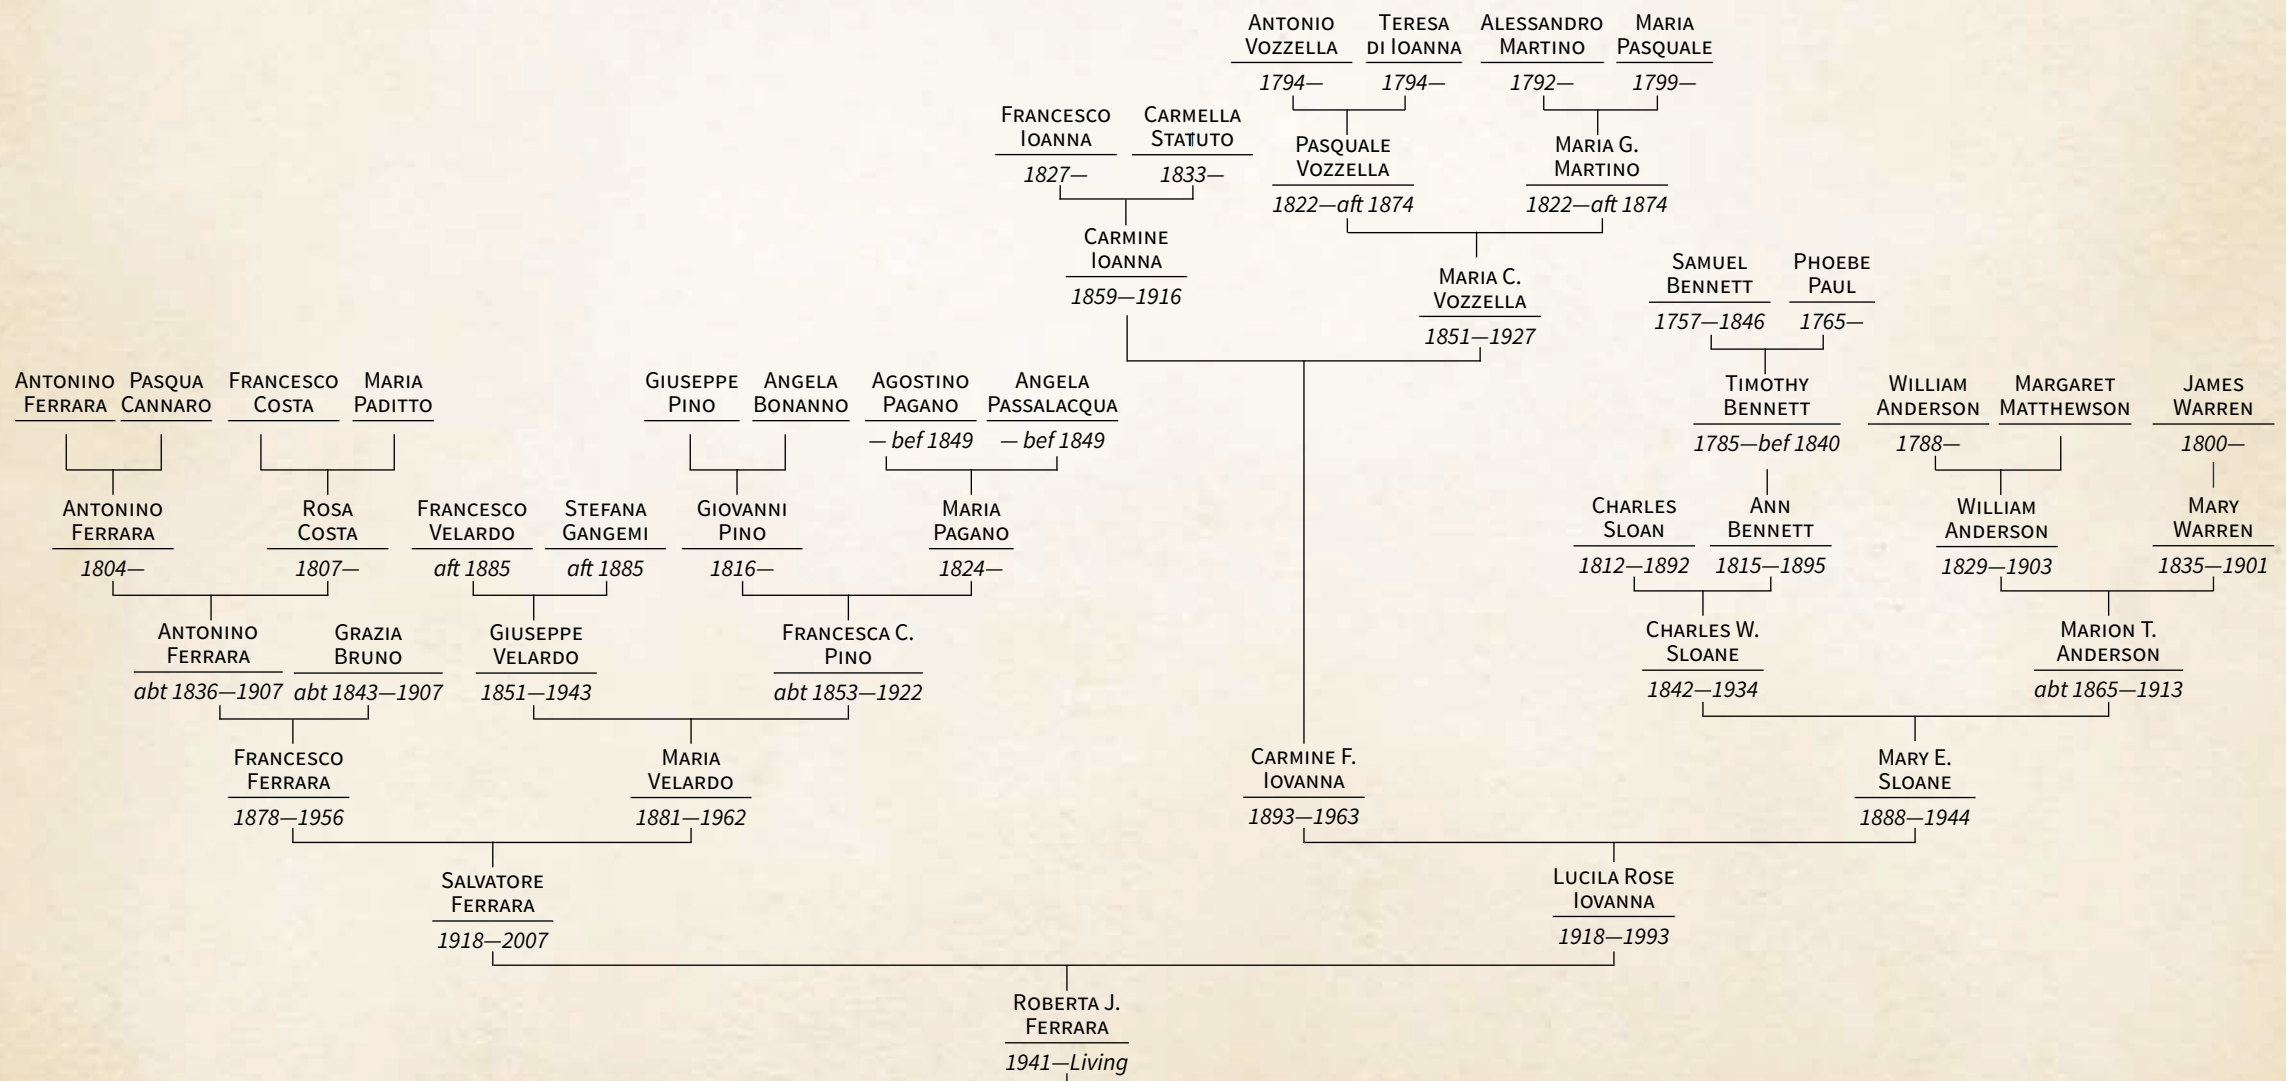 ANTONIO
VOZZELLA
1794—
TERESA
DI IOANNA
1794—
ALESSANDRO
MARTINO
1792—
MARIA
PASQUALE
1799—
FRANCESCO
IOANNA
1827—
CARMELLA
STATUTO
1833—
PASQUALE
VOZZELLA
1822—aft 1874
MARIA G.
MARTINO
1822—aft 1874
CARMINE
IOANNA
1859—1916
MARIA C.
VOZZELLA
1851—1927
SAMUEL
BENNETT
1757—1846
PHOEBE
PAUL
1765—
ANTONINO
FERRARA
PASQUA
CANNARO
FRANCESCO
COSTA
MARIA
PADITTO
GIUSEPPE
PINO
ANGELA
BONANNO
AGOSTINO
PAGANO
— bef 1849
ANGELA
PASSALACQUA
— bef 1849
TIMOTHY
BENNETT
1785—bef 1840
WILLIAM
ANDERSON
1788—
MARGARET
MATTHEWSON
JAMES
WARREN
1800—
ANTONINO
FERRARA
1804—
ROSA
COSTA
1807—
FRANCESCO
VELARDO
aft 1885
STEFANA
GANGEMI
aft 1885
GIOVANNI
PINO
1816—
MARIA
PAGANO
1824—
CHARLES
SLOAN
1812—1892
ANN
BENNETT
1815—1895
WILLIAM
ANDERSON
1829—1903
MARY
WARREN
1835—1901
ANTONINO
FERRARA
abt 1836—1907
GRAZIA
BRUNO
abt 1843—1907
GIUSEPPE
VELARDO
1851—1943
FRANCESCA C.
PINO
abt 1853—1922
CHARLES W.
SLOANE
1842—1934
MARION T.
ANDERSON
abt 1865—1913
FRANCESCO
FERRARA
1878—1956
MARIA
VELARDO
1881—1962
CARMINE F.
IOVANNA
1893—1963
MARY E.
SLOANE
1888—1944
SALVATORE
FERRARA
1918—2007
LUCILA ROSE
IOVANNA
1918—1993
ROBERTA J.
FERRARA
1941—Living